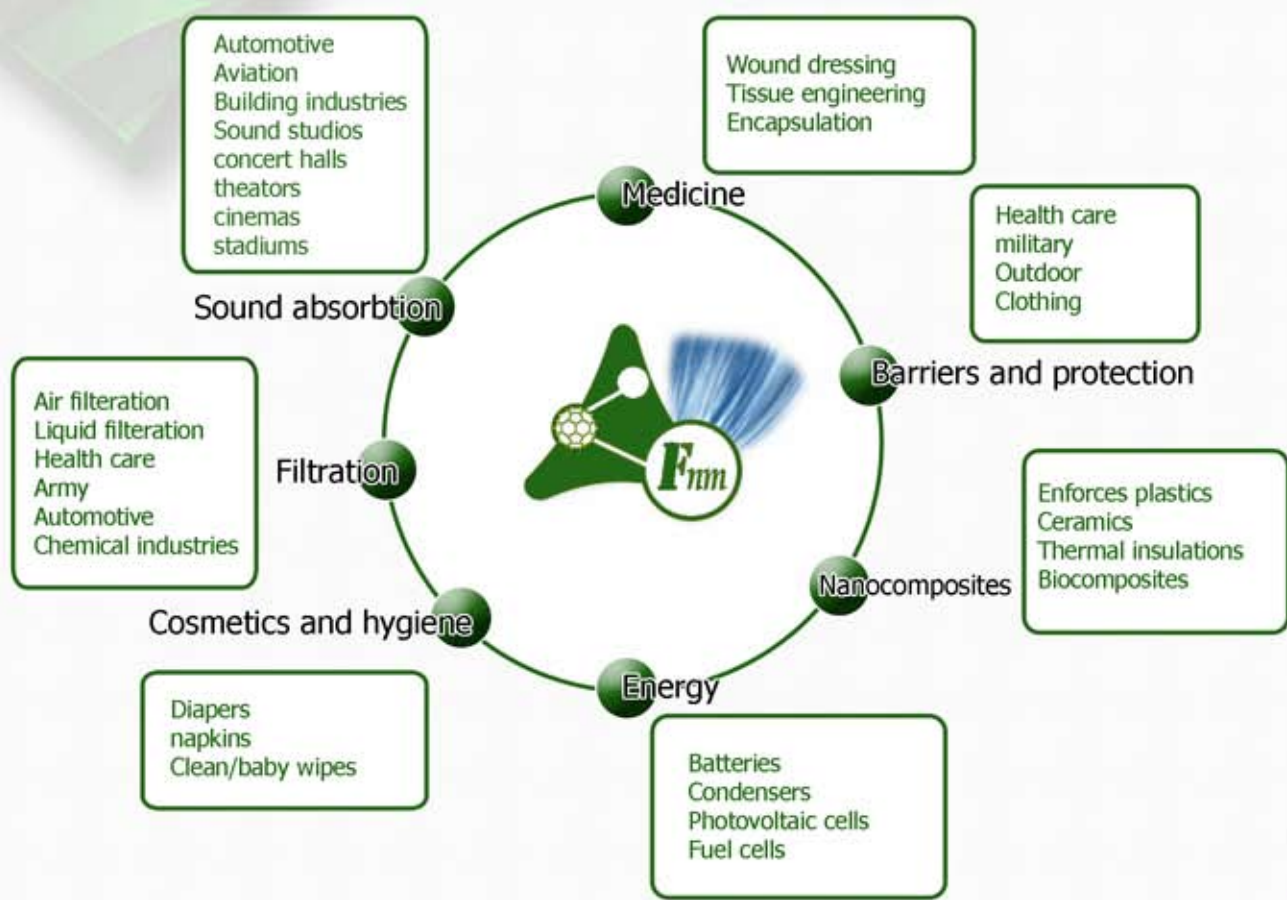 Automotive
Aviation
Building industries
Sound studios
concert halls
theators
cinemas
stadiums
Sound absorbtion
Wound dressing
Tissue engineering
Encapsulation
Medicine
Health care
military
Outdoor
Clothing
Barriers and protection
Air filteration
Liquid filteration
Health care
Army
Automotive
Chemical industries
Filtration
Fnm
Enforces plastics
Ceramics
Thermal insulations
Biocomposites
Nanocomposites
Cosmetics and hygiene
Diapers
napkins
Clean/baby wipes
Energy
Batteries
Condensers
Photovoltaic cells
Fuel cells